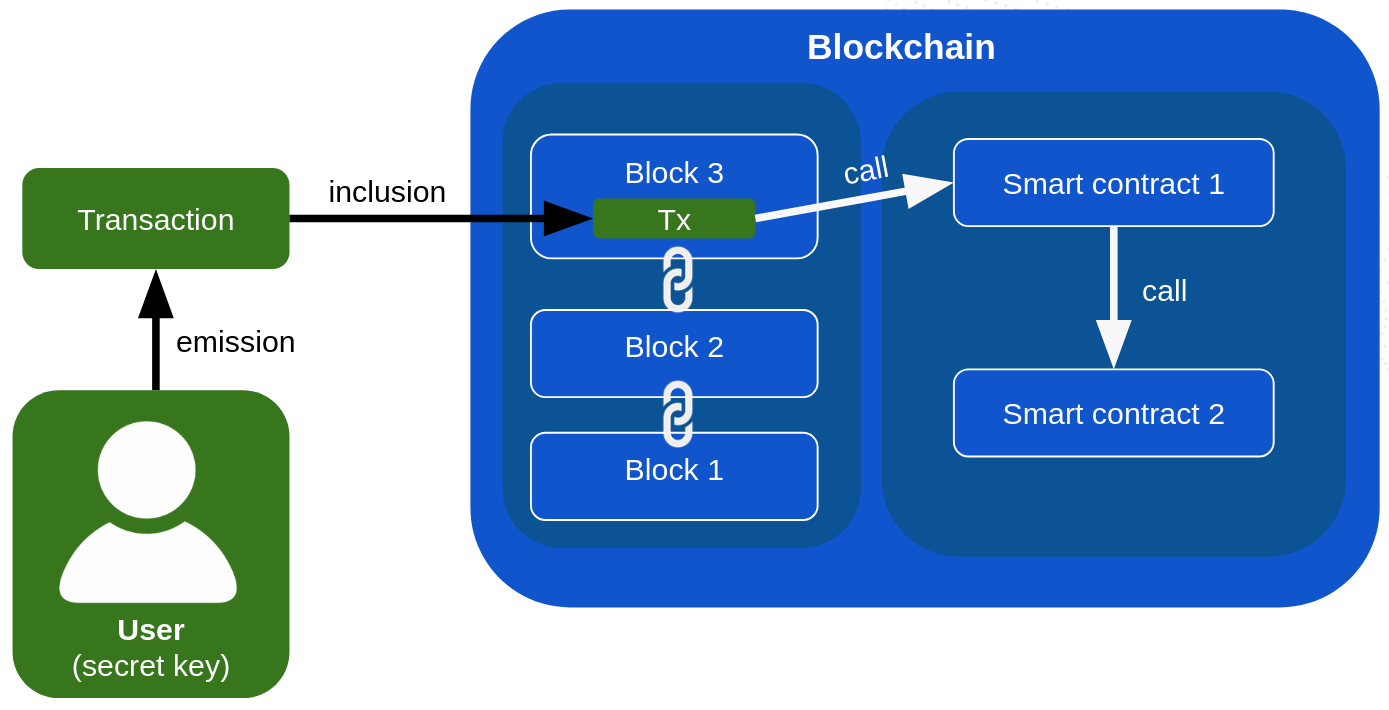 Blockchain
Block 3
call
Smart contract 1
inclusion
Transaction
Tx
call
emission
Block 2
Smart contract 2
Block 1
User
(secret key)